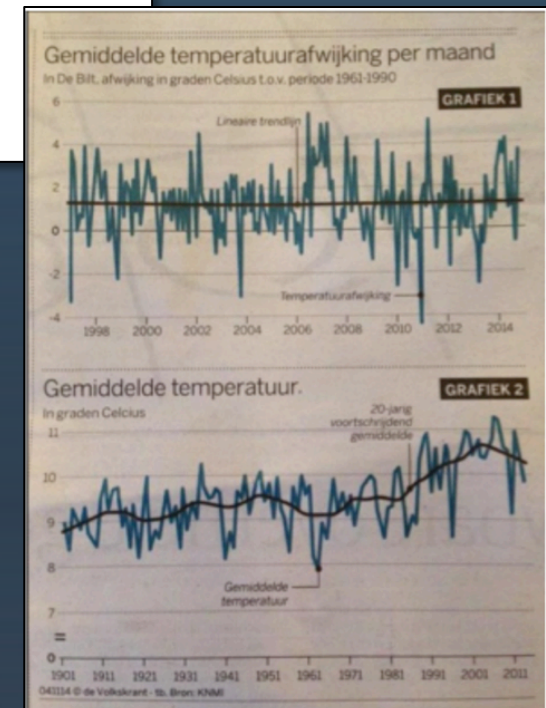 Gemiddelde temperatuurafwijking per maand
In De Bilt, afwijking in graden Celsius t.o.v. periode 1961-1990
GRAFIEK 1
6
Lineaire trendlijn
4
2
0
-2
Temperatuurafwijking
-4
1998 2000 2002 2004 2006 2008 2010 2012 2014
Gemiddelde temperatuur.
GRAFIEK 2
In graden Celcius
20-jarig
voortschrijdend
gemiddelde
11
10
9
8
Gemiddelde
temperatuur
7
=
0
1901 1911 1921 1931 1941 1951 1961 1971 1981 1991 2001 2011
041114 © de Volkskrant - tb. Bron: KNMI